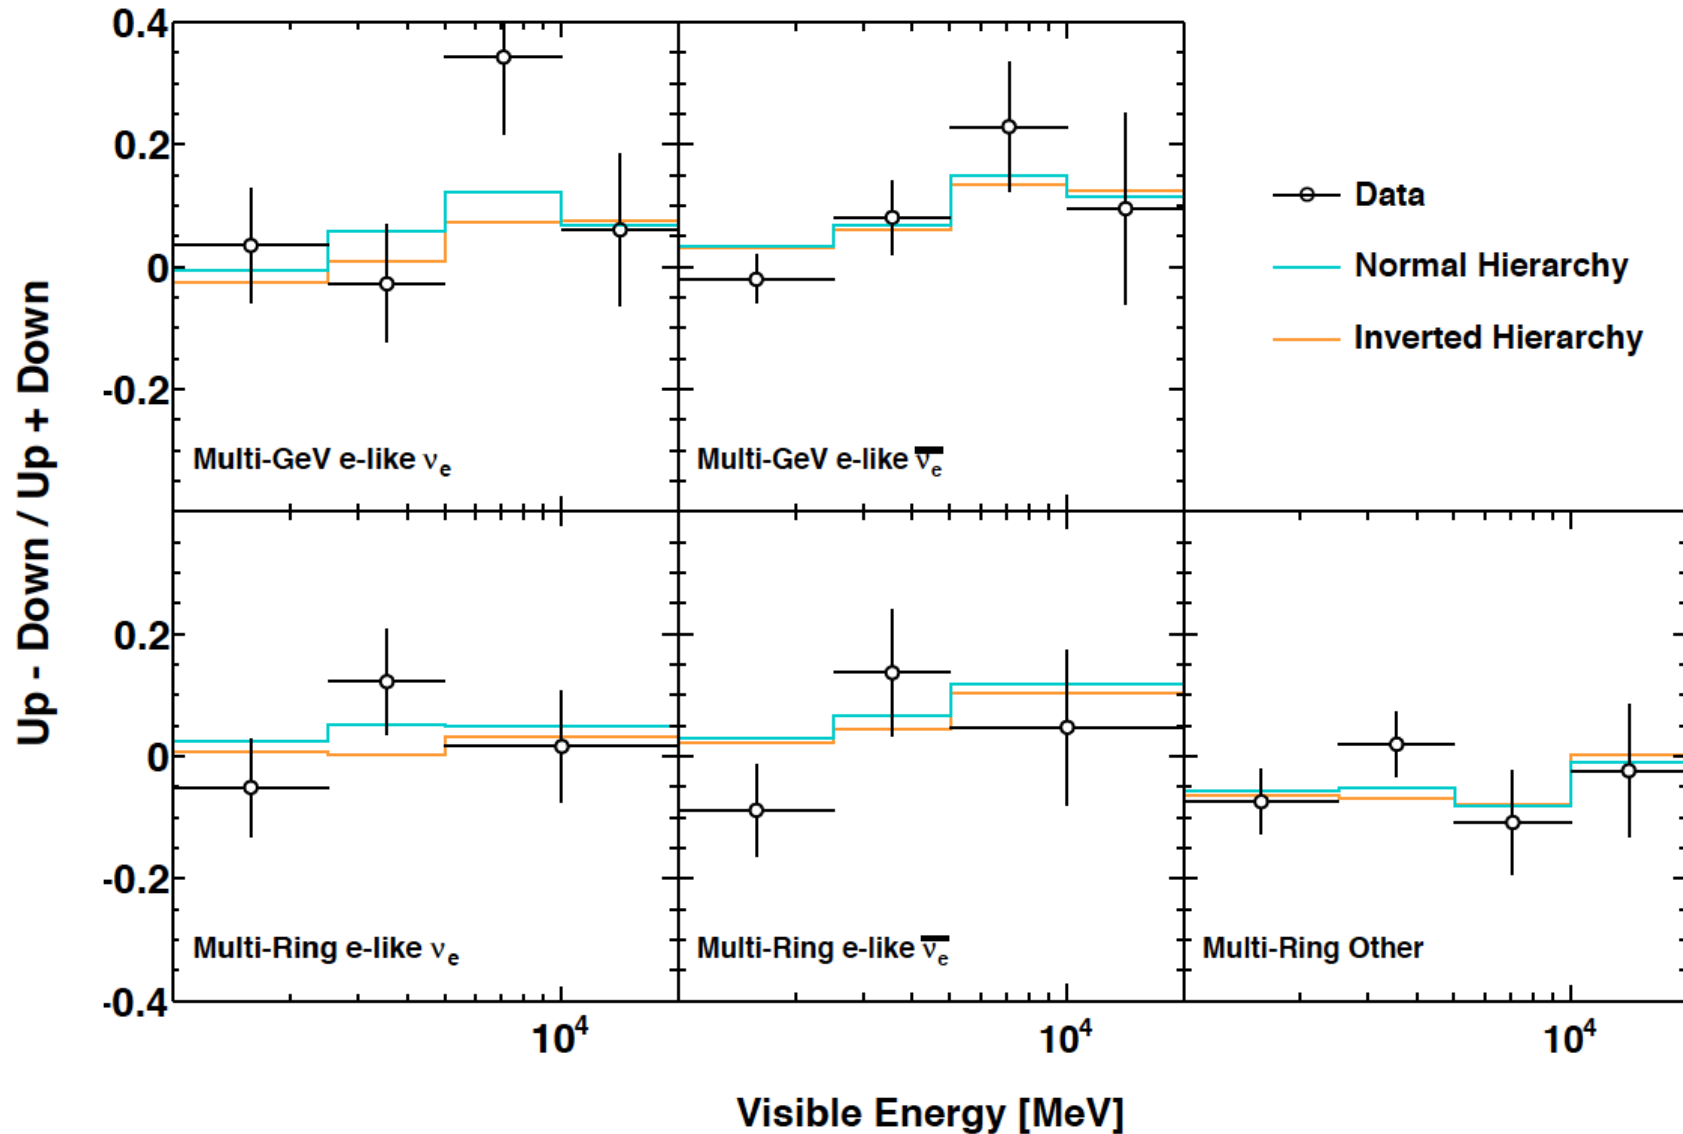 Up - Down / Up + Down
0.4
0.2
0
-0.2
Multi-GeV e-like νₑ
Multi-GeV e-like ν̅ₑ
Data
Normal Hierarchy
Inverted Hierarchy
0.2
0
-0.2
-0.4
Multi-Ring e-like νₑ
Multi-Ring e-like ν̅ₑ
Multi-Ring Other
10⁴
10⁴
10⁴
Visible Energy [MeV]